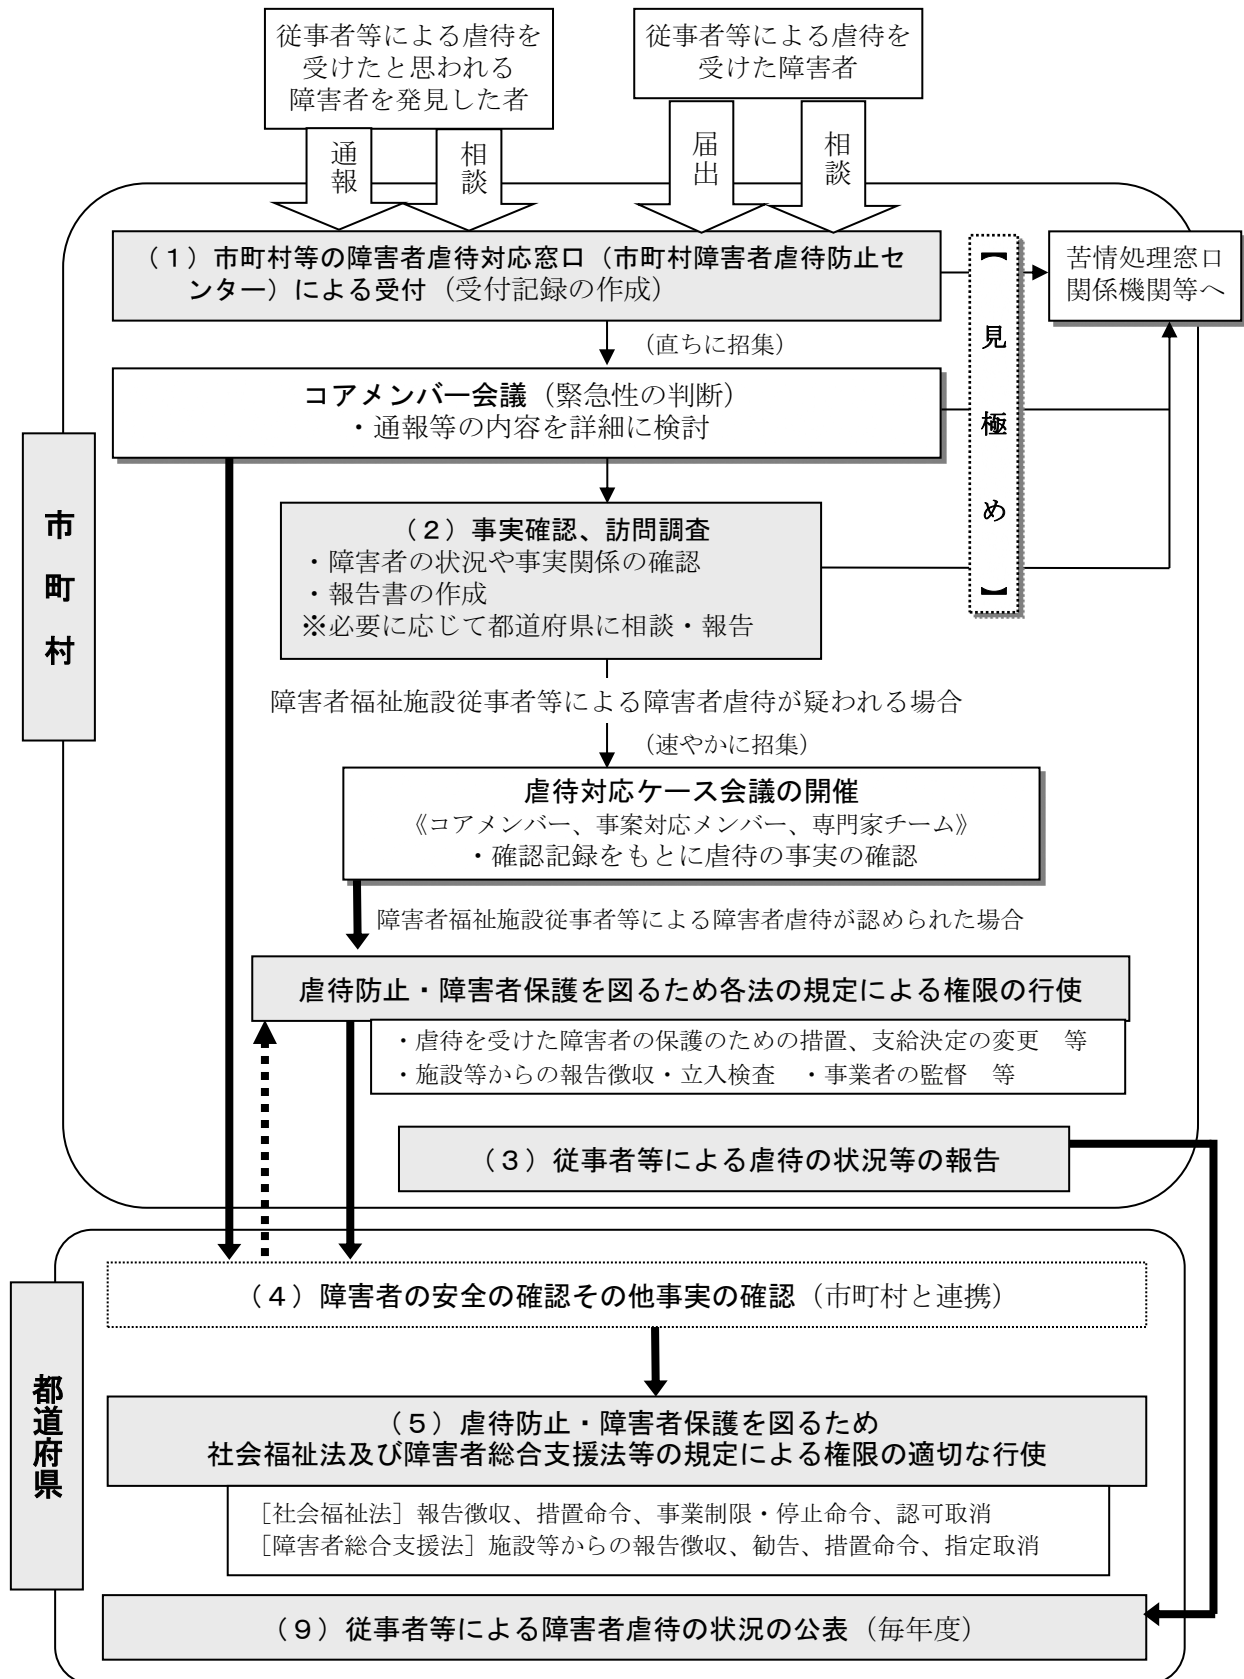 従事者等による虐待を
受けたと思われる
障害者を発見した者
従事者等による虐待を
受けた障害者
通報
相談
届出
相談
（１）市町村等の障害者虐待対応窓口（市町村障害者虐待防止セ
ンター）による受付（受付記録の作成）
【見極め】
苦情処理窓口
関係機関等へ
（直ちに招集）
コアメンバー会議（緊急性の判断）
・通報等の内容を詳細に検討
市町村
（２）事実確認、訪問調査
・障害者の状況や事実関係の確認
・報告書の作成
※必要に応じて都道府県に相談・報告
障害者福祉施設従事者等による障害者虐待が疑われる場合
（速やかに招集）
虐待対応ケース会議の開催
《コアメンバー、事案対応メンバー、専門家チーム》
・確認記録をもとに虐待の事実の確認
障害者福祉施設従事者等による障害者虐待が認められた場合
虐待防止・障害者保護を図るため各法の規定による権限の行使
・虐待を受けた障害者の保護のための措置、支給決定の変更　等
・施設等からの報告徴収・立入検査　・事業者の監督　等
（３）従事者等による虐待の状況等の報告
都道府県
（４）障害者の安全の確認その他事実の確認（市町村と連携）
（５）虐待防止・障害者保護を図るため
社会福祉法及び障害者総合支援法等の規定による権限の適切な行使
［社会福祉法］報告徴収、措置命令、事業制限・停止命令、認可取消
［障害者総合支援法］施設等からの報告徴収、勧告、措置命令、指定取消
（９）従事者等による障害者虐待の状況の公表（毎年度）